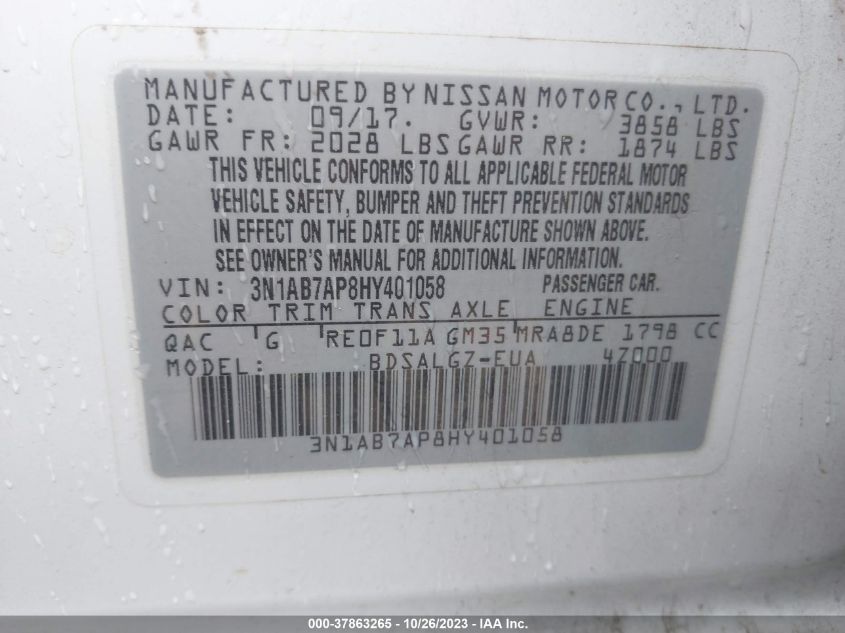 MANUFACTURED BY NISSAN MOTOR CO., LTD.
DATE: 09/17. GVWR: 3858 LBS
GAWR FR: 2028 LBS GAWR RR: 1874 LBS
THIS VEHICLE CONFORMS TO ALL APPLICABLE FEDERAL MOTOR
VEHICLE SAFETY, BUMPER AND THEFT PREVENTION STANDARDS
IN EFFECT ON THE DATE OF MANUFACTURE SHOWN ABOVE.
SEE OWNER'S MANUAL FOR ADDITIONAL INFORMATION.
VIN: 3N1AB7AP8HY401058 PASSENGER CAR.
COLOR TRIM TRANS AXLE ENGINE
QAC G RE0F11A GM35 MRA8DE 1798 CC
MODEL: BDSALGZ-EUA 4Z000
3N1AB7AP8HY401058
000-37863265 - 10/26/2023 - IAA Inc.